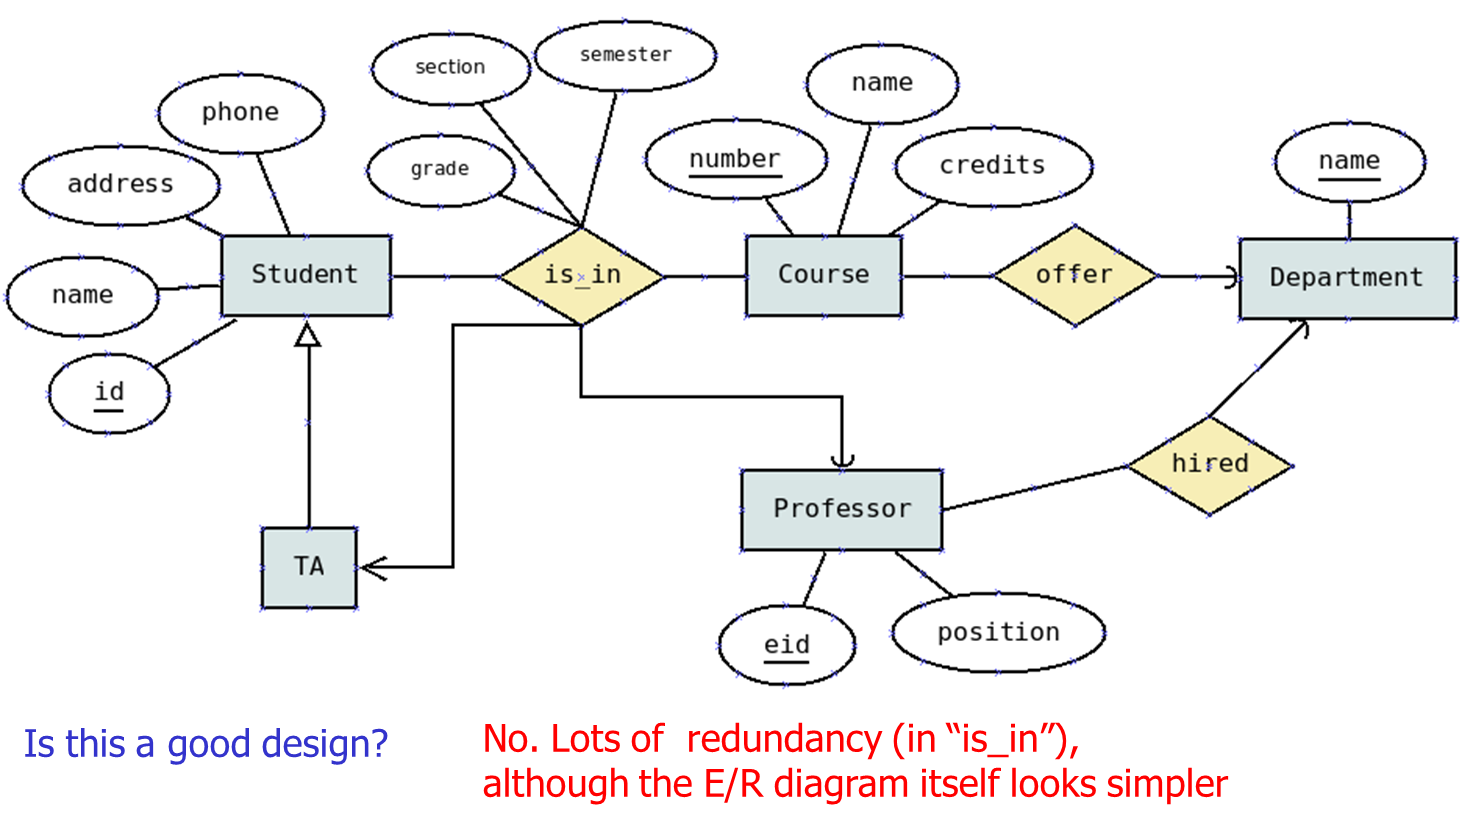 section
semester
name
phone
grade
number
credits
name
address
Student
is_in
Course
offer
Department
name
id
hired
Professor
TA
eid
position
Is this a good design?
No. Lots of  redundancy (in “is_in”),
although the E/R diagram itself looks simpler